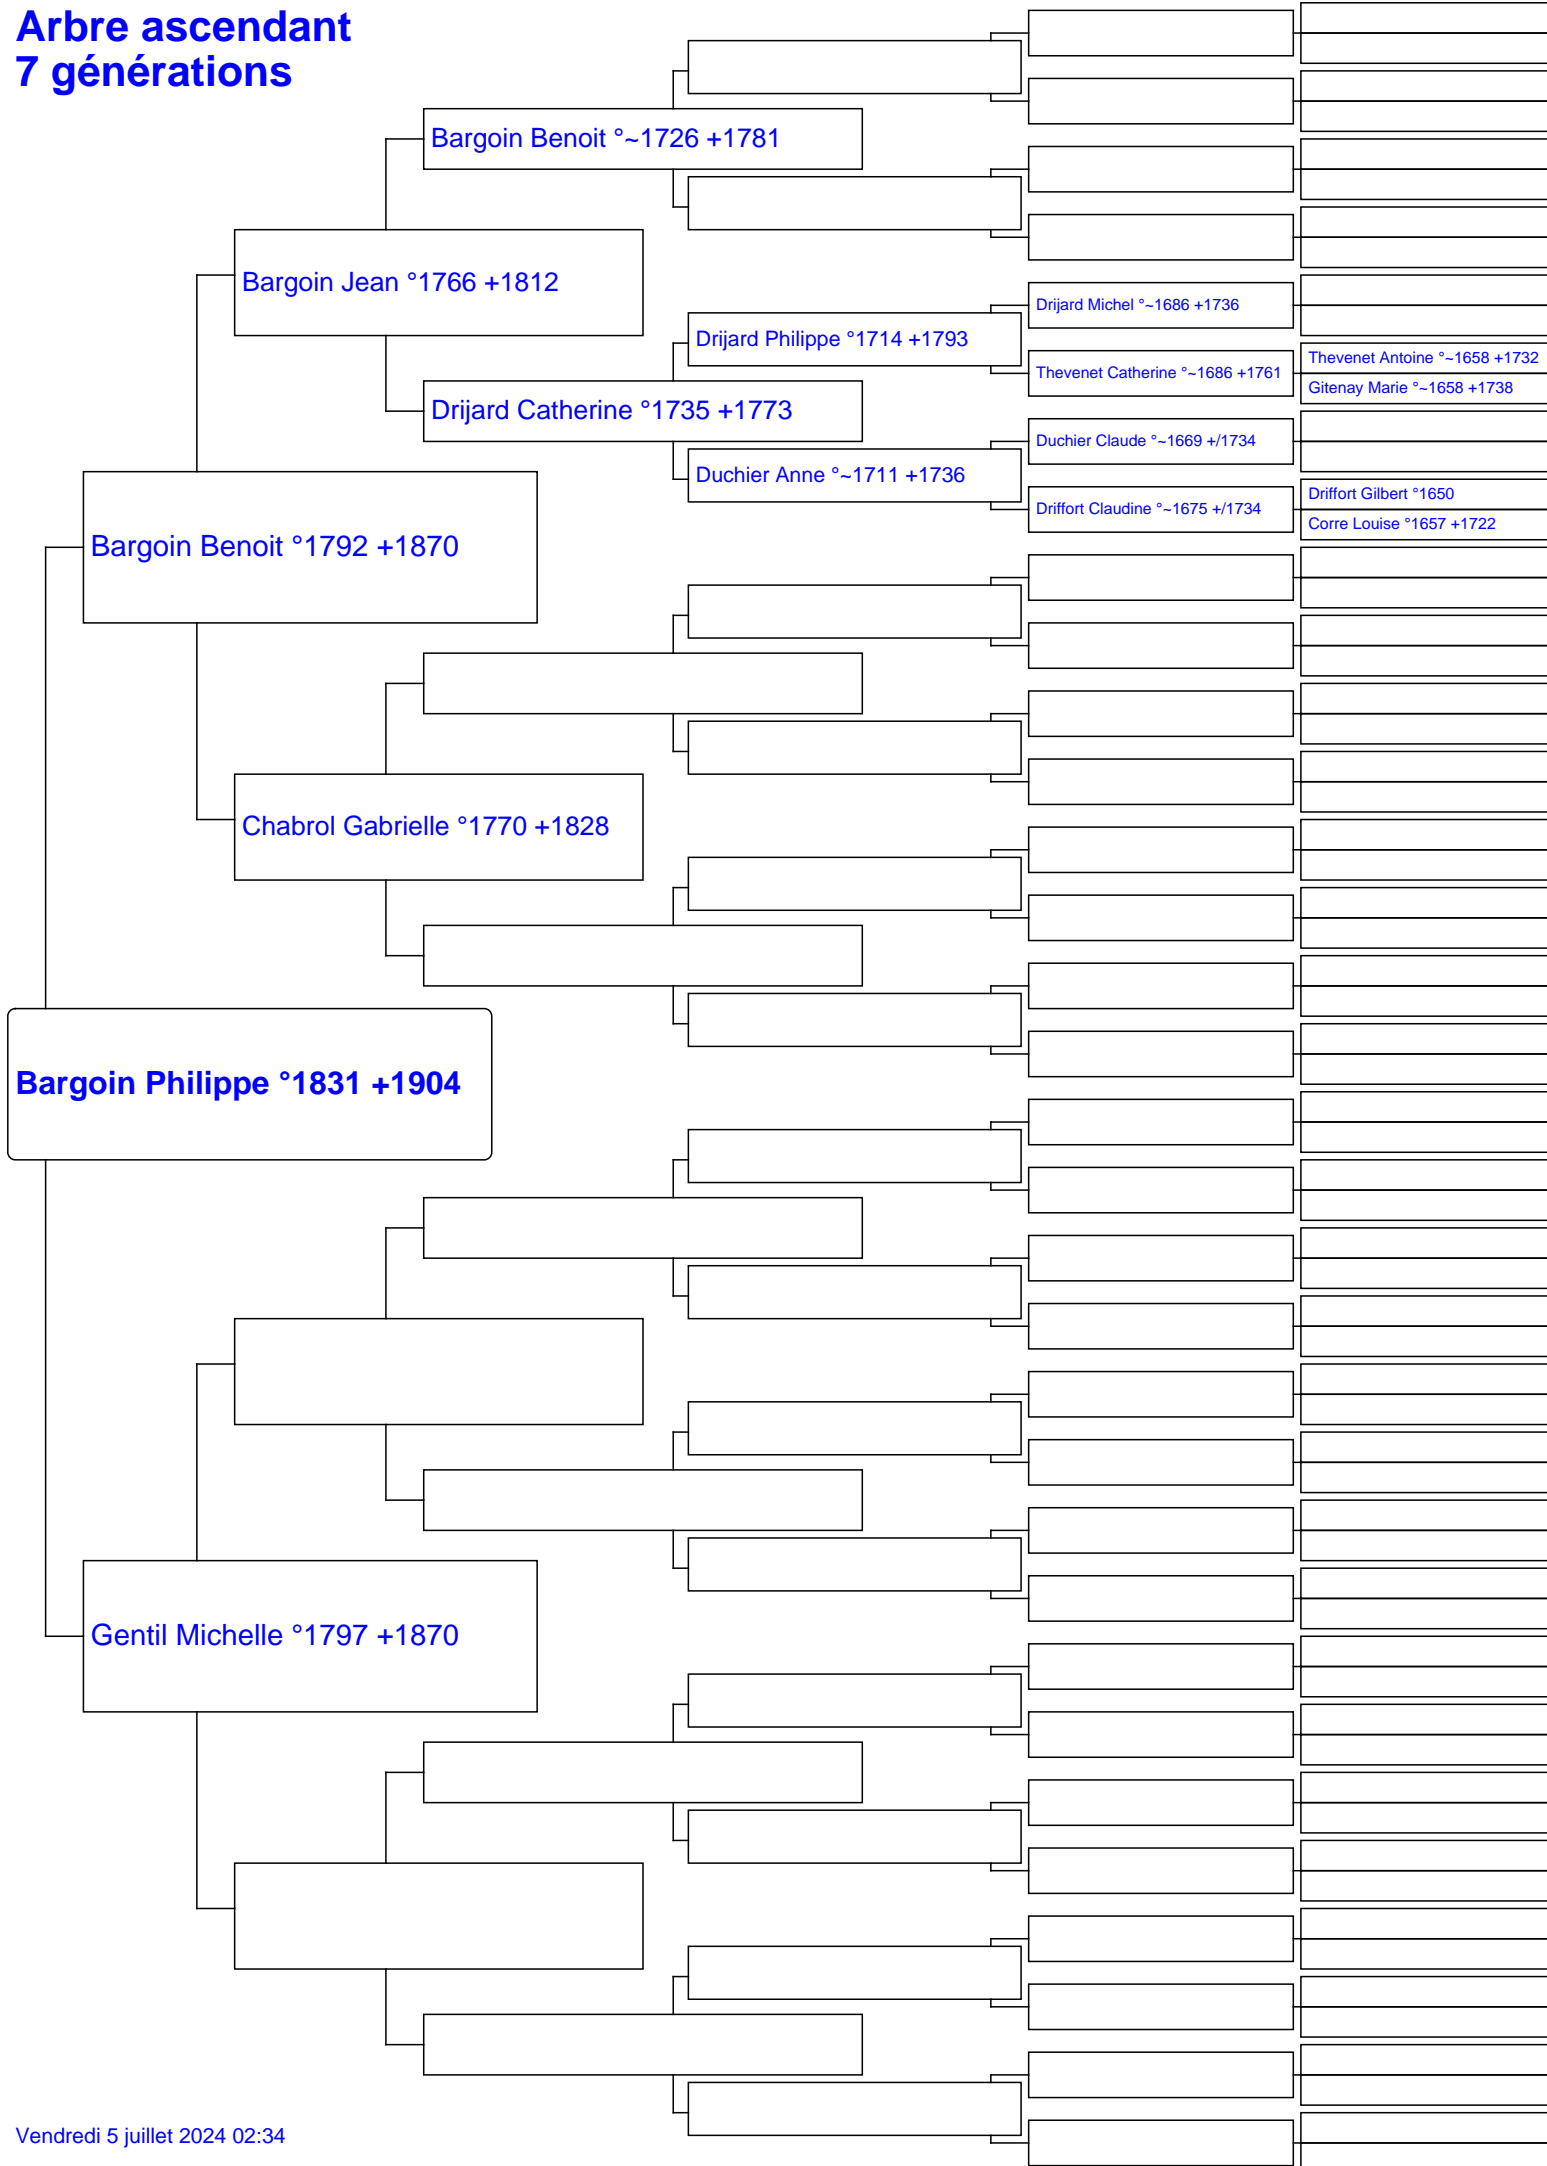 Arbre ascendant
7 générations
Bargoin Benoit °~1726 +1781
Bargoin Jean °1766 +1812
Drijard Michel °~1686 +1736
Drijard Philippe °1714 +1793
Thevenet Antoine °~1658 +1732
Thevenet Catherine °~1686 +1761
Gitenay Marie °~1658 +1738
Drijard Catherine °1735 +1773
Duchier Claude °~1669 +/1734
Duchier Anne °~1711 +1736
Driffort Gilbert °1650
Driffort Claudine °~1675 +/1734
Corre Louise °1657 +1722
Bargoin Benoit °1792 +1870
Chabrol Gabrielle °1770 +1828
Bargoin Philippe °1831 +1904
Gentil Michelle °1797 +1870
Vendredi 5 juillet 2024 02:34